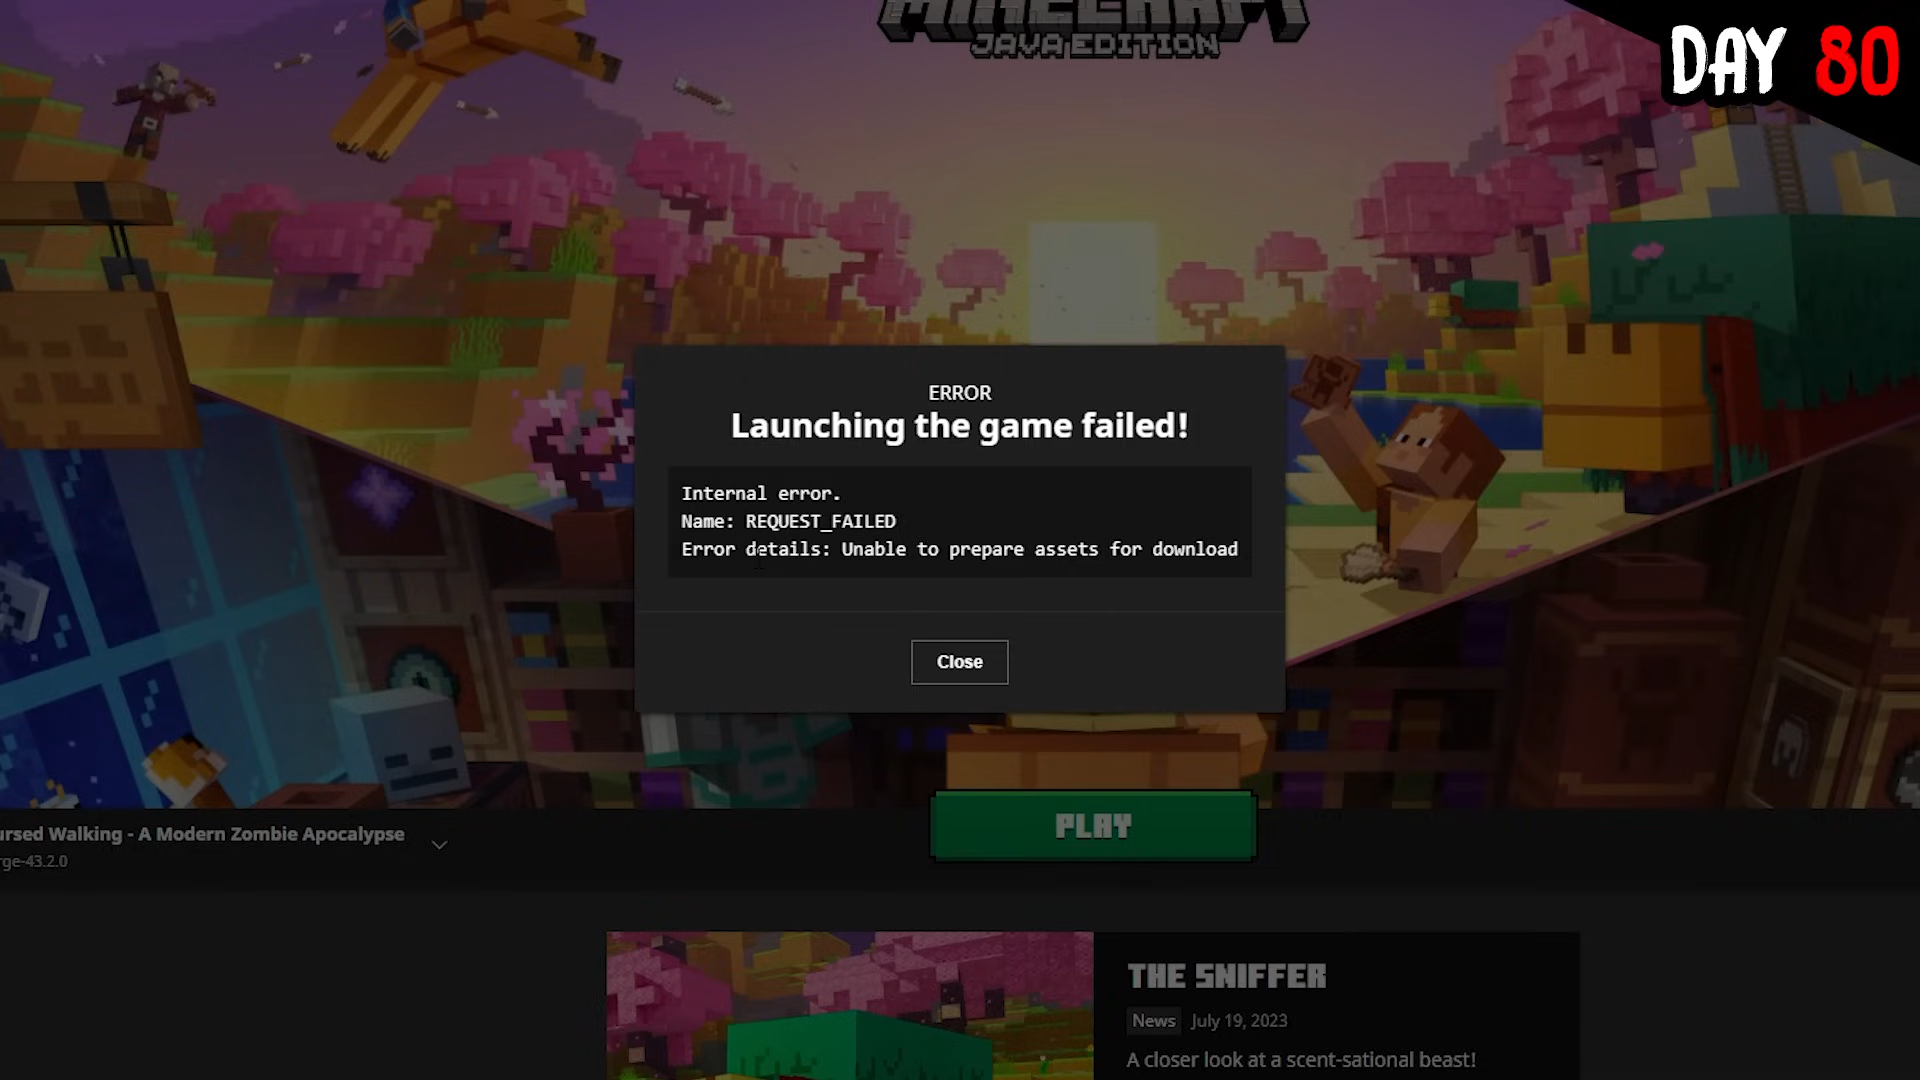 MINECRAFT
JAVA EDITION
DAY 80
ERROR
Launching the game failed!
Internal error.
Name: REQUEST_FAILED
Error details: Unable to prepare assets for download
Close
ursed Walking - A Modern Zombie Apocalypse
rge-43.2.0
PLAY
THE SNIFFER
News July 19, 2023
A closer look at a scent-sational beast!